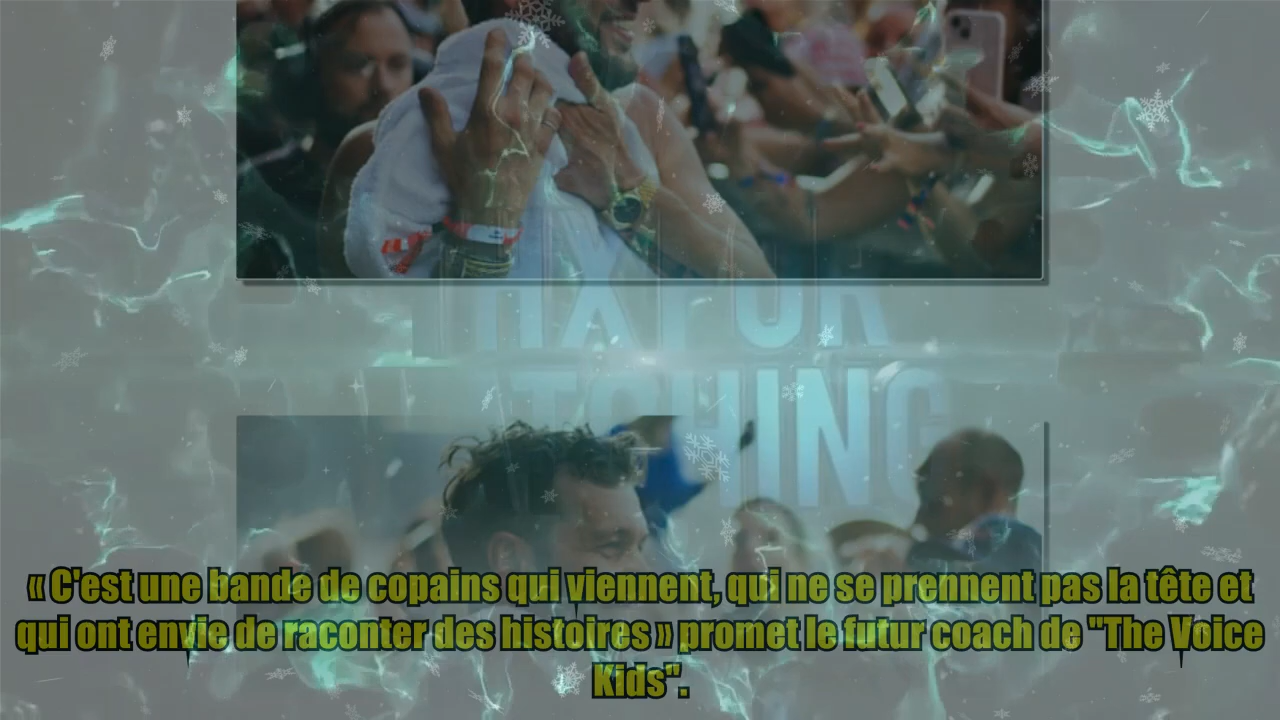 TCHING
« C'est une bande de copains qui viennent, qui ne se prennent pas la tête et
qui ont envie de raconter des histoires » promet le futur coach de "The Voice
Kids".